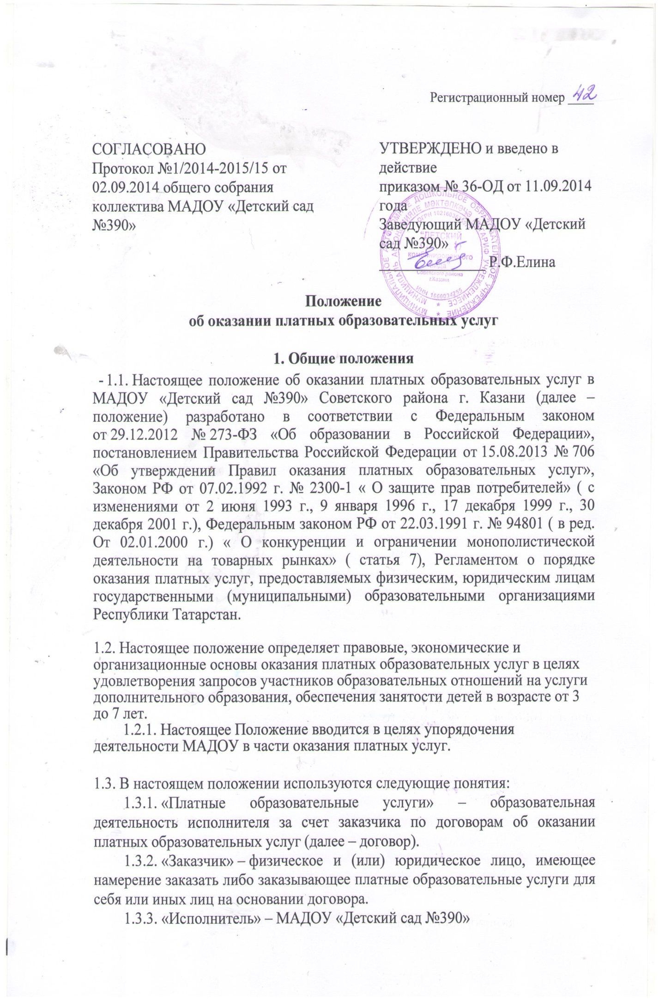 Регистрационный номер 42
СОГЛАСОВАНО
Протокол №1/2014-2015/15 от
02.09.2014 общего собрания
коллектива МАДОУ «Детский сад
№390»
УТВЕРЖДЕНО и введено в
действие
приказом № 36-ОД от 11.09.2014
года
Заведующий МАДОУ «Детский
сад №390»
Р.Ф.Елина
МУНИЦИПАЛЬНОЕ АВТОНОМНОЕ ДОШКОЛЬНОЕ ОБРАЗОВАТЕЛЬНОЕ УЧРЕЖДЕНИЕ *
"ДЕТСКИЙ
комбинированного
вида"
Советского района
г.Казани
ИНН 1660034255
Положение
об оказании платных образовательных услуг
1. Общие положения
- 1.1. Настоящее положение об оказании платных образовательных услуг в
МАДОУ «Детский сад №390» Советского района г. Казани (далее –
положение) разработано в соответствии с Федеральным законом
от 29.12.2012 № 273-ФЗ «Об образовании в Российской Федерации»,
постановлением Правительства Российской Федерации от 15.08.2013 № 706
«Об утверждении Правил оказания платных образовательных услуг»,
Законом РФ от 07.02.1992 г. № 2300-1 « О защите прав потребителей» ( с
изменениями от 2 июня 1993 г., 9 января 1996 г., 17 декабря 1999 г., 30
декабря 2001 г.), Федеральным законом РФ от 22.03.1991 г. № 94801 ( в ред.
От 02.01.2000 г.) « О конкуренции и ограничении монополистической
деятельности на товарных рынках» ( статья 7), Регламентом о порядке
оказания платных услуг, предоставляемых физическим, юридическим лицам
государственными (муниципальными) образовательными организациями
Республики Татарстан.
1.2. Настоящее положение определяет правовые, экономические и
организационные основы оказания платных образовательных услуг в целях
удовлетворения запросов участников образовательных отношений на услуги
дополнительного образования, обеспечения занятости детей в возрасте от 3
до 7 лет.
1.2.1. Настоящее Положение вводится в целях упорядочения
деятельности МАДОУ в части оказания платных услуг.
1.3. В настоящем положении используются следующие понятия:
1.3.1. «Платные образовательные услуги» – образовательная
деятельность исполнителя за счет заказчика по договорам об оказании
платных образовательных услуг (далее – договор).
1.3.2. «Заказчик» – физическое и (или) юридическое лицо, имеющее
намерение заказать либо заказывающее платные образовательные услуги для
себя или иных лиц на основании договора.
1.3.3. «Исполнитель» – МАДОУ «Детский сад №390»